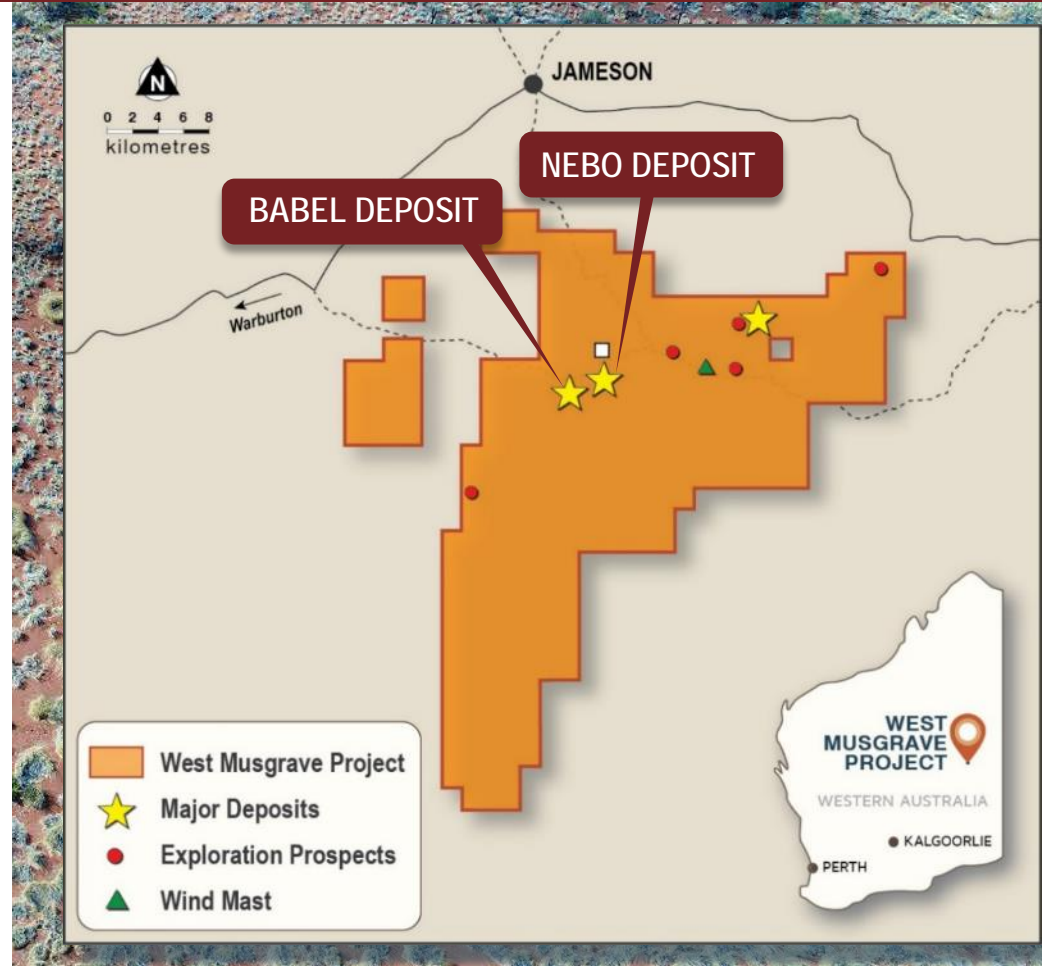 JAMESON
N
0 2 4 6 8
kilometres
NEBO DEPOSIT
BABEL DEPOSIT
Warburton
West Musgrave Project
Major Deposits
Exploration Prospects
Wind Mast
WEST
MUSGRAVE
PROJECT
WESTERN AUSTRALIA
KALGOORLIE
PERTH